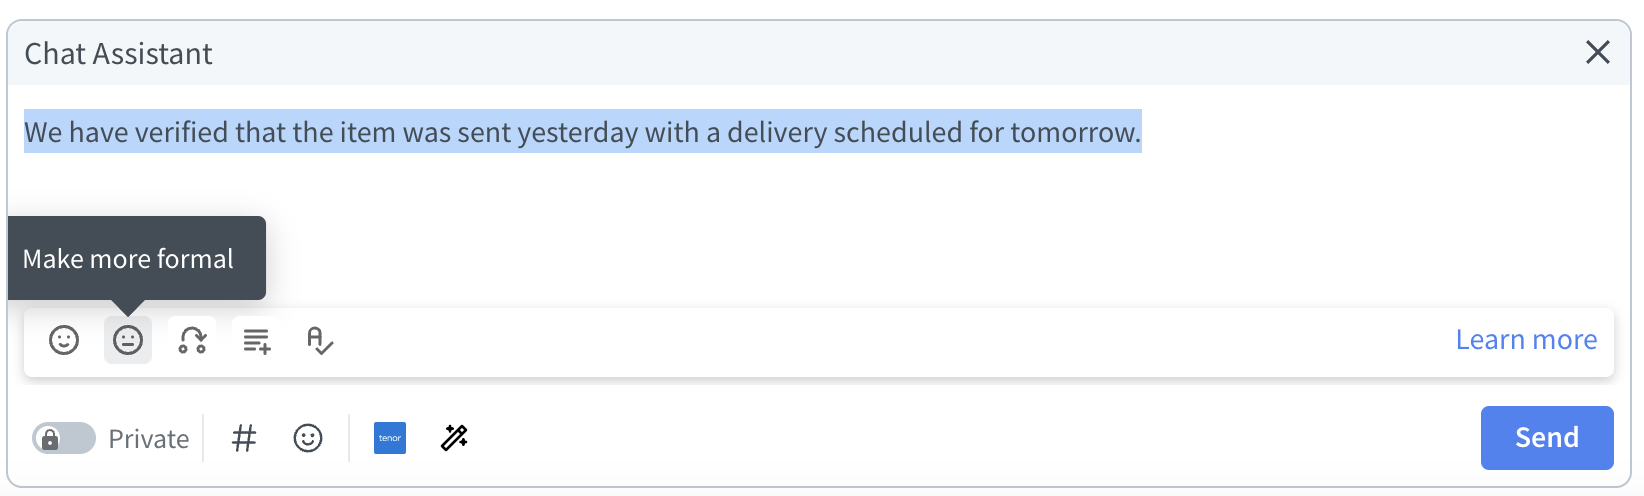 Chat Assistant
We have verified that the item was sent yesterday with a delivery scheduled for tomorrow.
Make more formal
Learn more
Private
tenor
Send